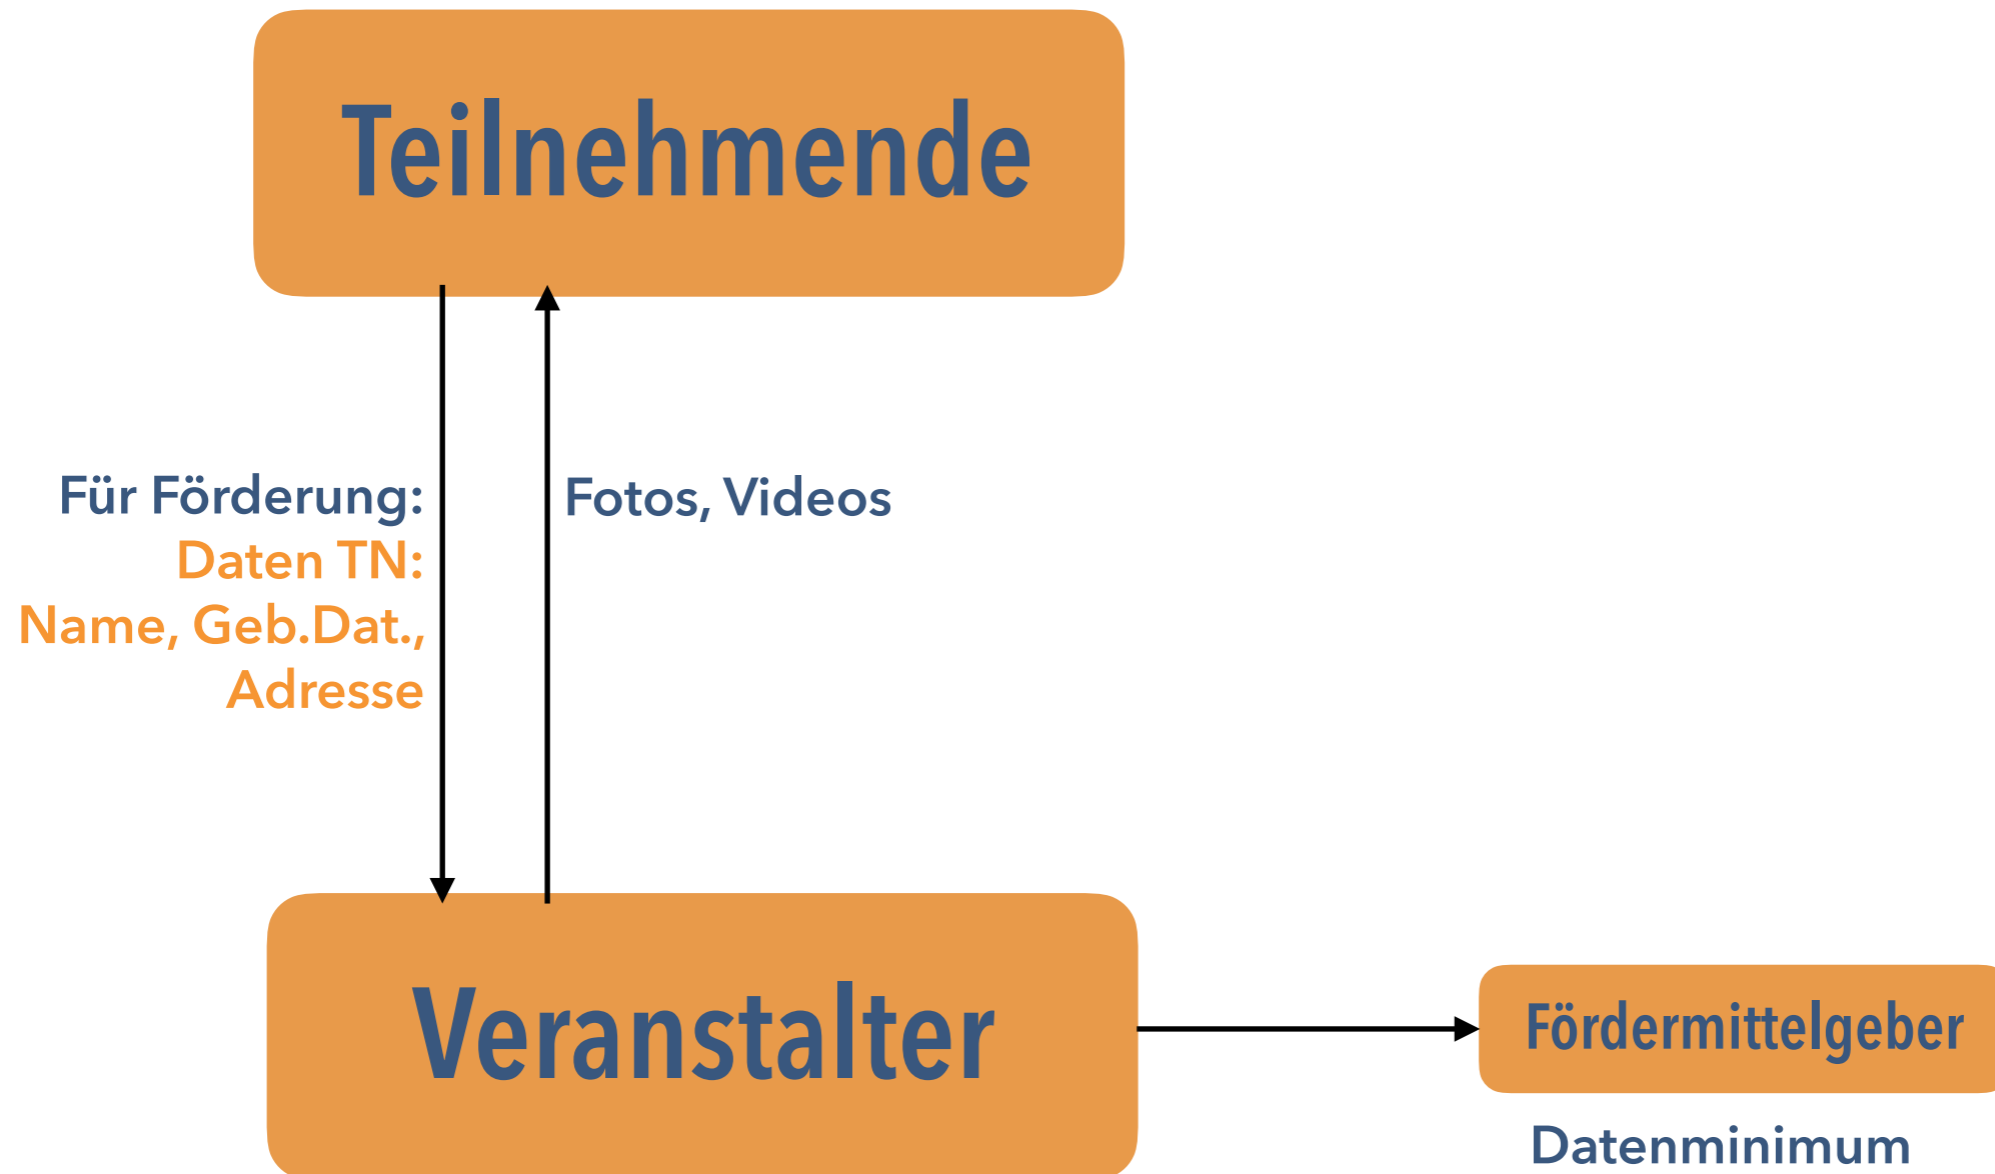 Teilnehmende
Für Förderung:
Daten TN:
Name, Geb.Dat.,
Adresse
Fotos, Videos
Veranstalter
Fördermittelgeber
Datenminimum